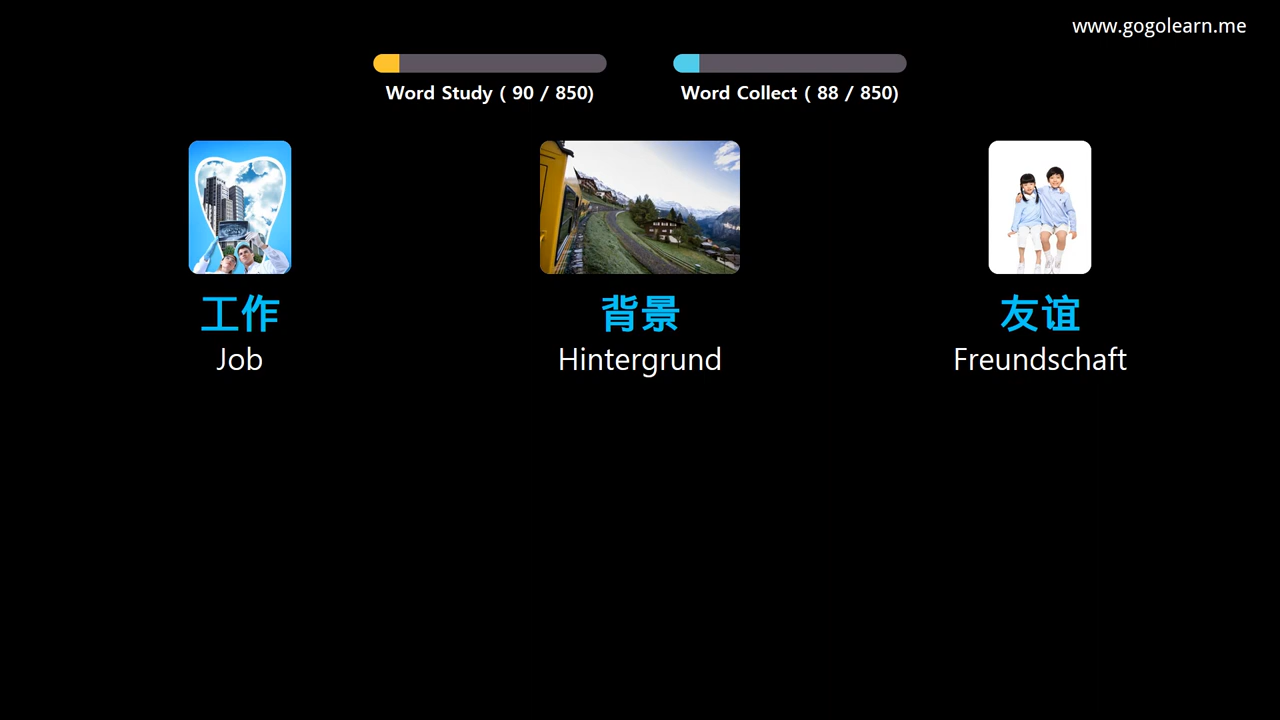 www.gogolearn.me
Word Study ( 90 / 850)
Word Collect ( 88 / 850)
工作
Job
背景
Hintergrund
友谊
Freundschaft